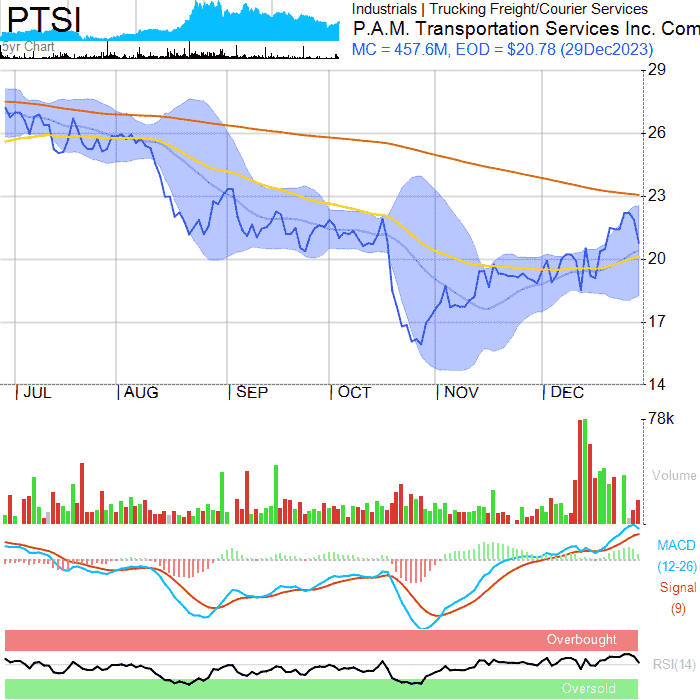 PTSI
5yr Chart
Industrials | Trucking Freight/Courier Services
P.A.M. Transportation Services Inc. Com
MC = 457.6M, EOD = $20.78 (29Dec2023)
29
26
23
20
17
14
JUL AUG SEP OCT NOV DEC
78k
Volume
MACD
(12-26)
Signal
(9)
Overbought
RSI(14)
Oversold